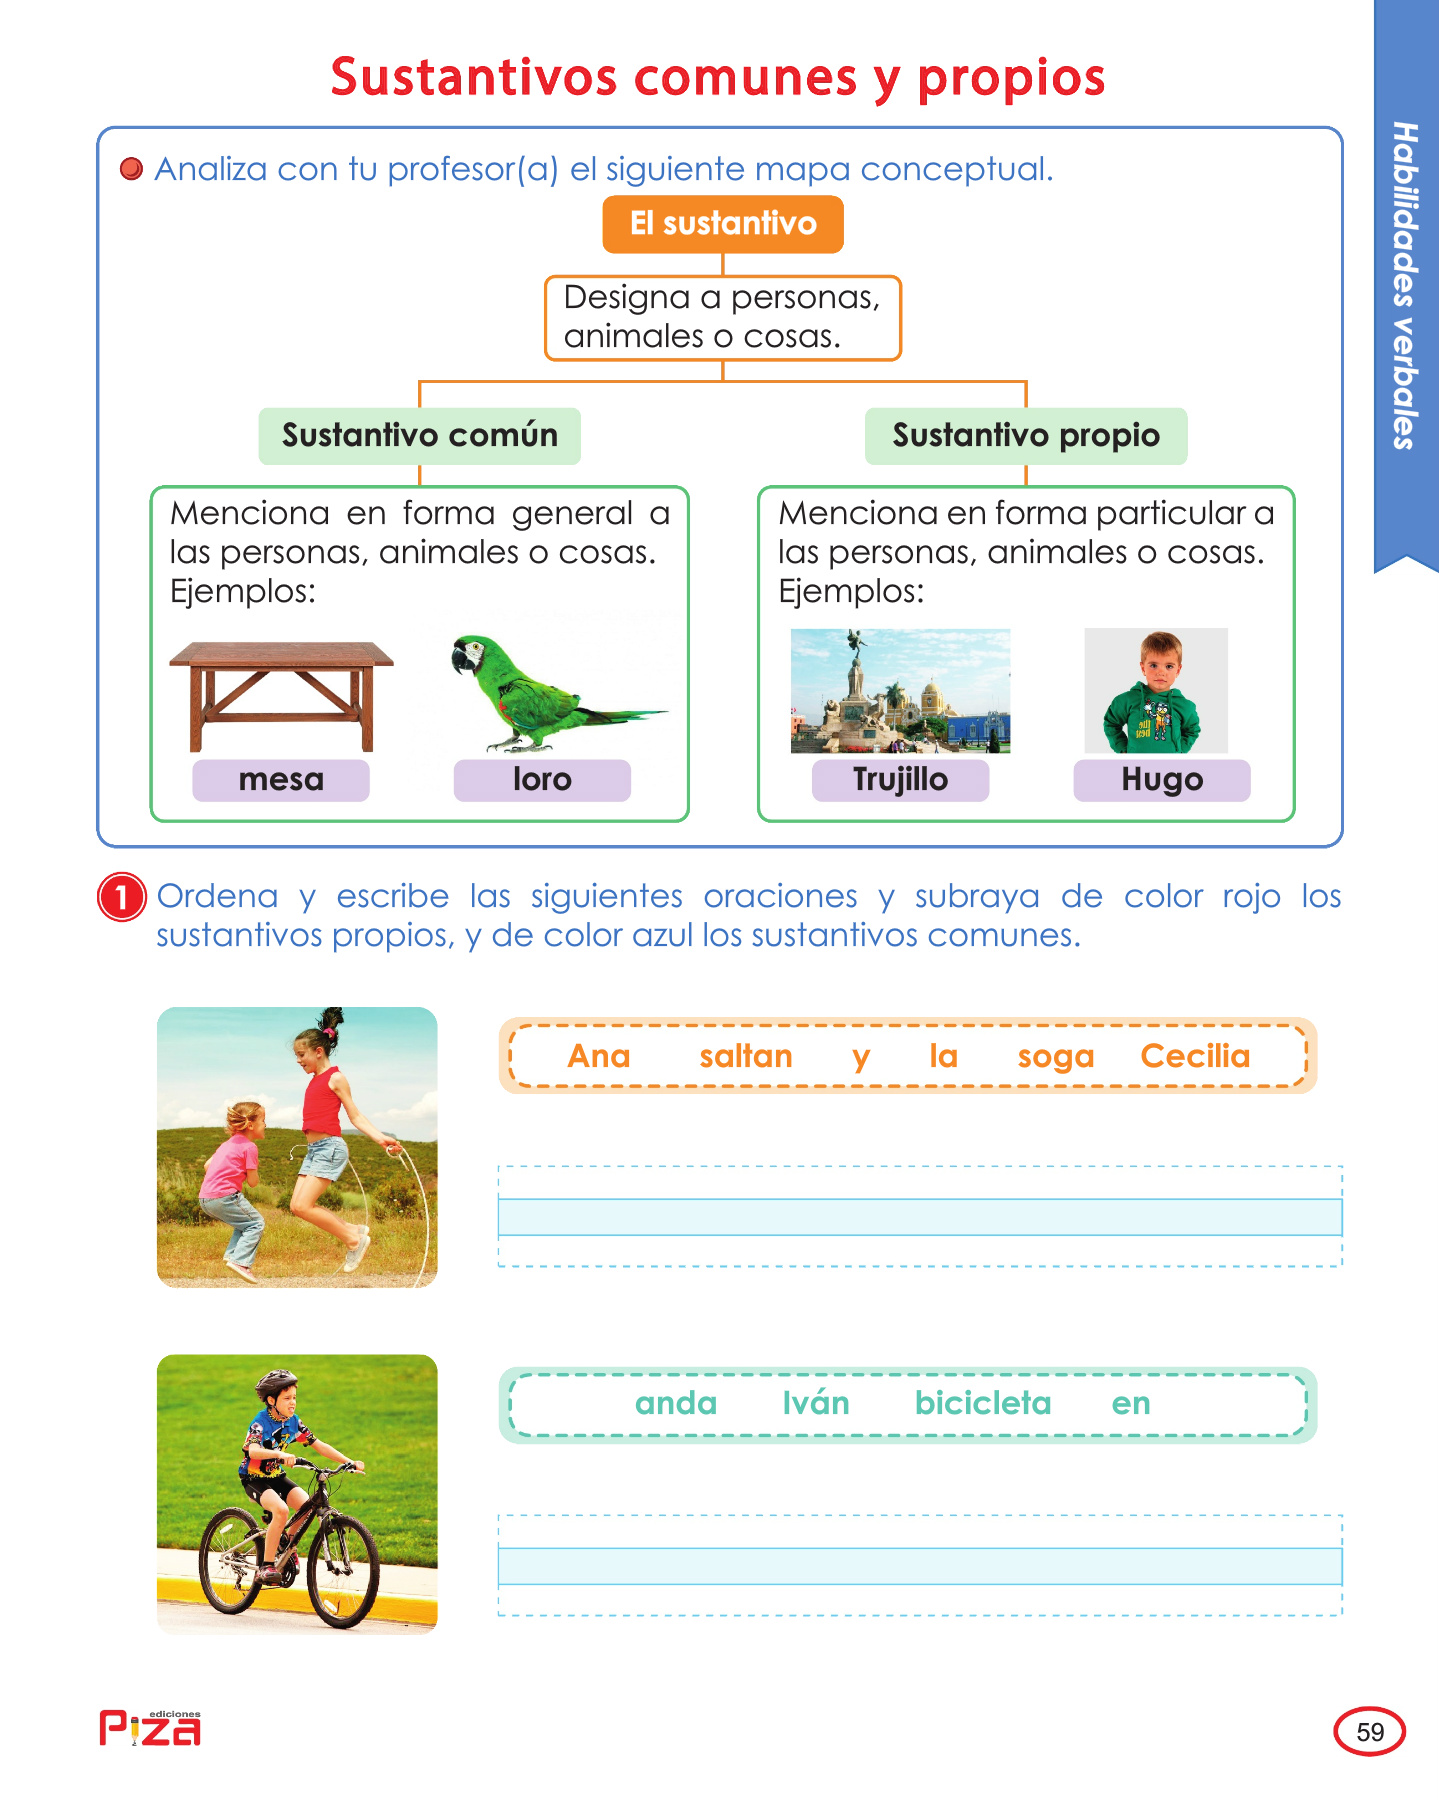 Sustantivos comunes y propios
Habilidades verbales
Analiza con tu profesor(a) el siguiente mapa conceptual.
El sustantivo
Designa a personas,
animales o cosas.
Sustantivo común
Menciona en forma general a
las personas, animales o cosas.
Ejemplos:
mesa
loro
Sustantivo propio
Menciona en forma particular a
las personas, animales o cosas.
Ejemplos:
Trujillo
Hugo
1 Ordena y escribe las siguientes oraciones y subraya de color rojo los
sustantivos propios, y de color azul los sustantivos comunes.
Ana saltan y la soga Cecilia
anda Iván bicicleta en
ediciones
Piza
59